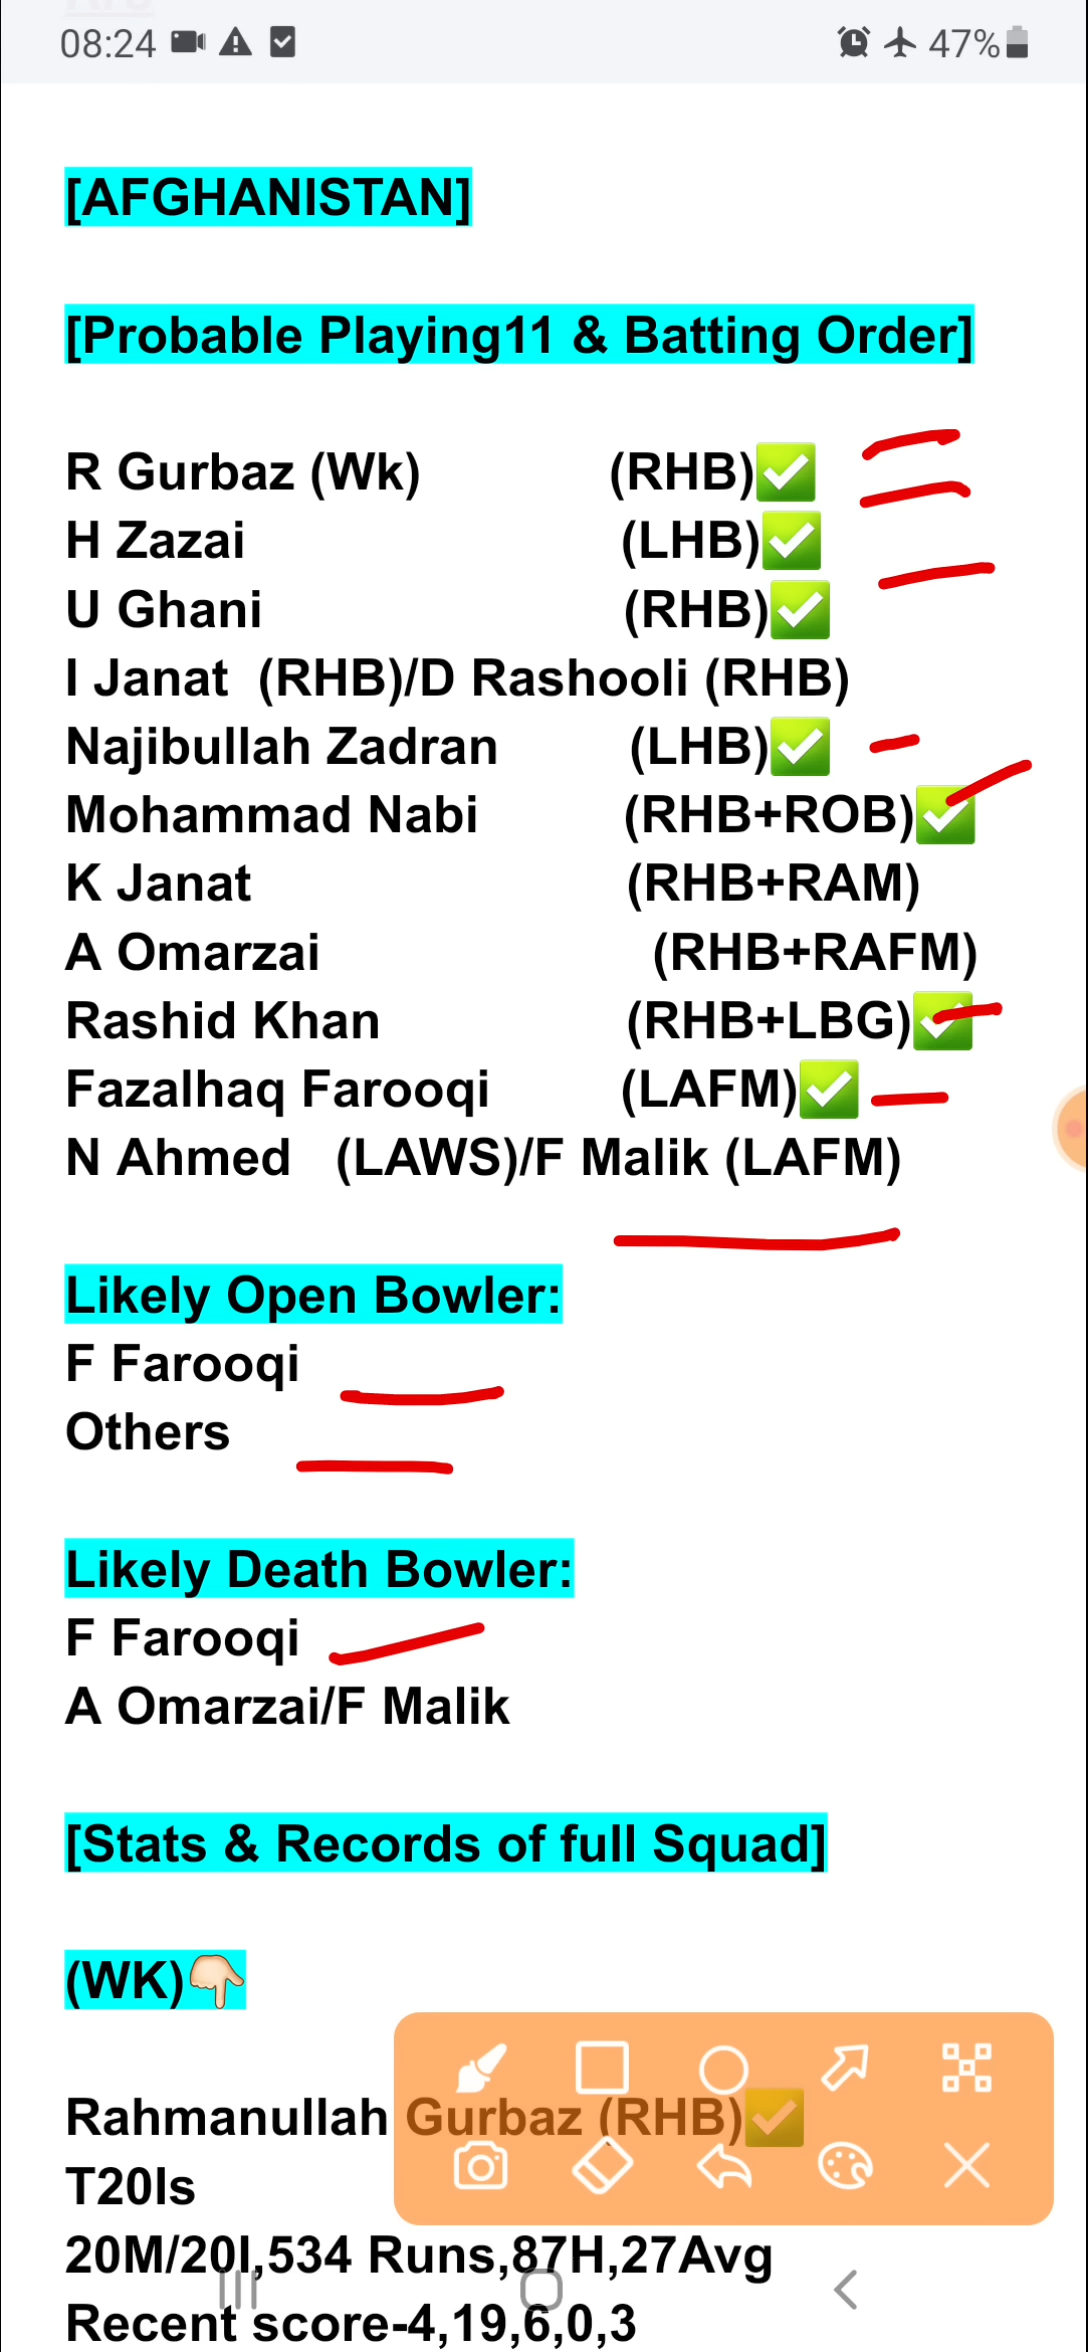 08:24
47%
[AFGHANISTAN]
[Probable Playing11 & Batting Order]
R Gurbaz (Wk) (RHB)✅
H Zazai (LHB)✅
U Ghani (RHB)✅
I Janat (RHB)/D Rashooli (RHB)
Najibullah Zadran (LHB)✅
Mohammad Nabi (RHB+ROB)✅
K Janat (RHB+RAM)
A Omarzai (RHB+RAFM)
Rashid Khan (RHB+LBG)✅
Fazalhaq Farooqi (LAFM)✅
N Ahmed (LAWS)/F Malik (LAFM)
Likely Open Bowler:
F Farooqi
Others
Likely Death Bowler:
F Farooqi
A Omarzai/F Malik
[Stats & Records of full Squad]
(WK)👇
Rahmanullah Gurbaz (RHB)✅
T20Is
20M/20I,534 Runs,87H,27Avg
Recent score-4,19,6,0,3